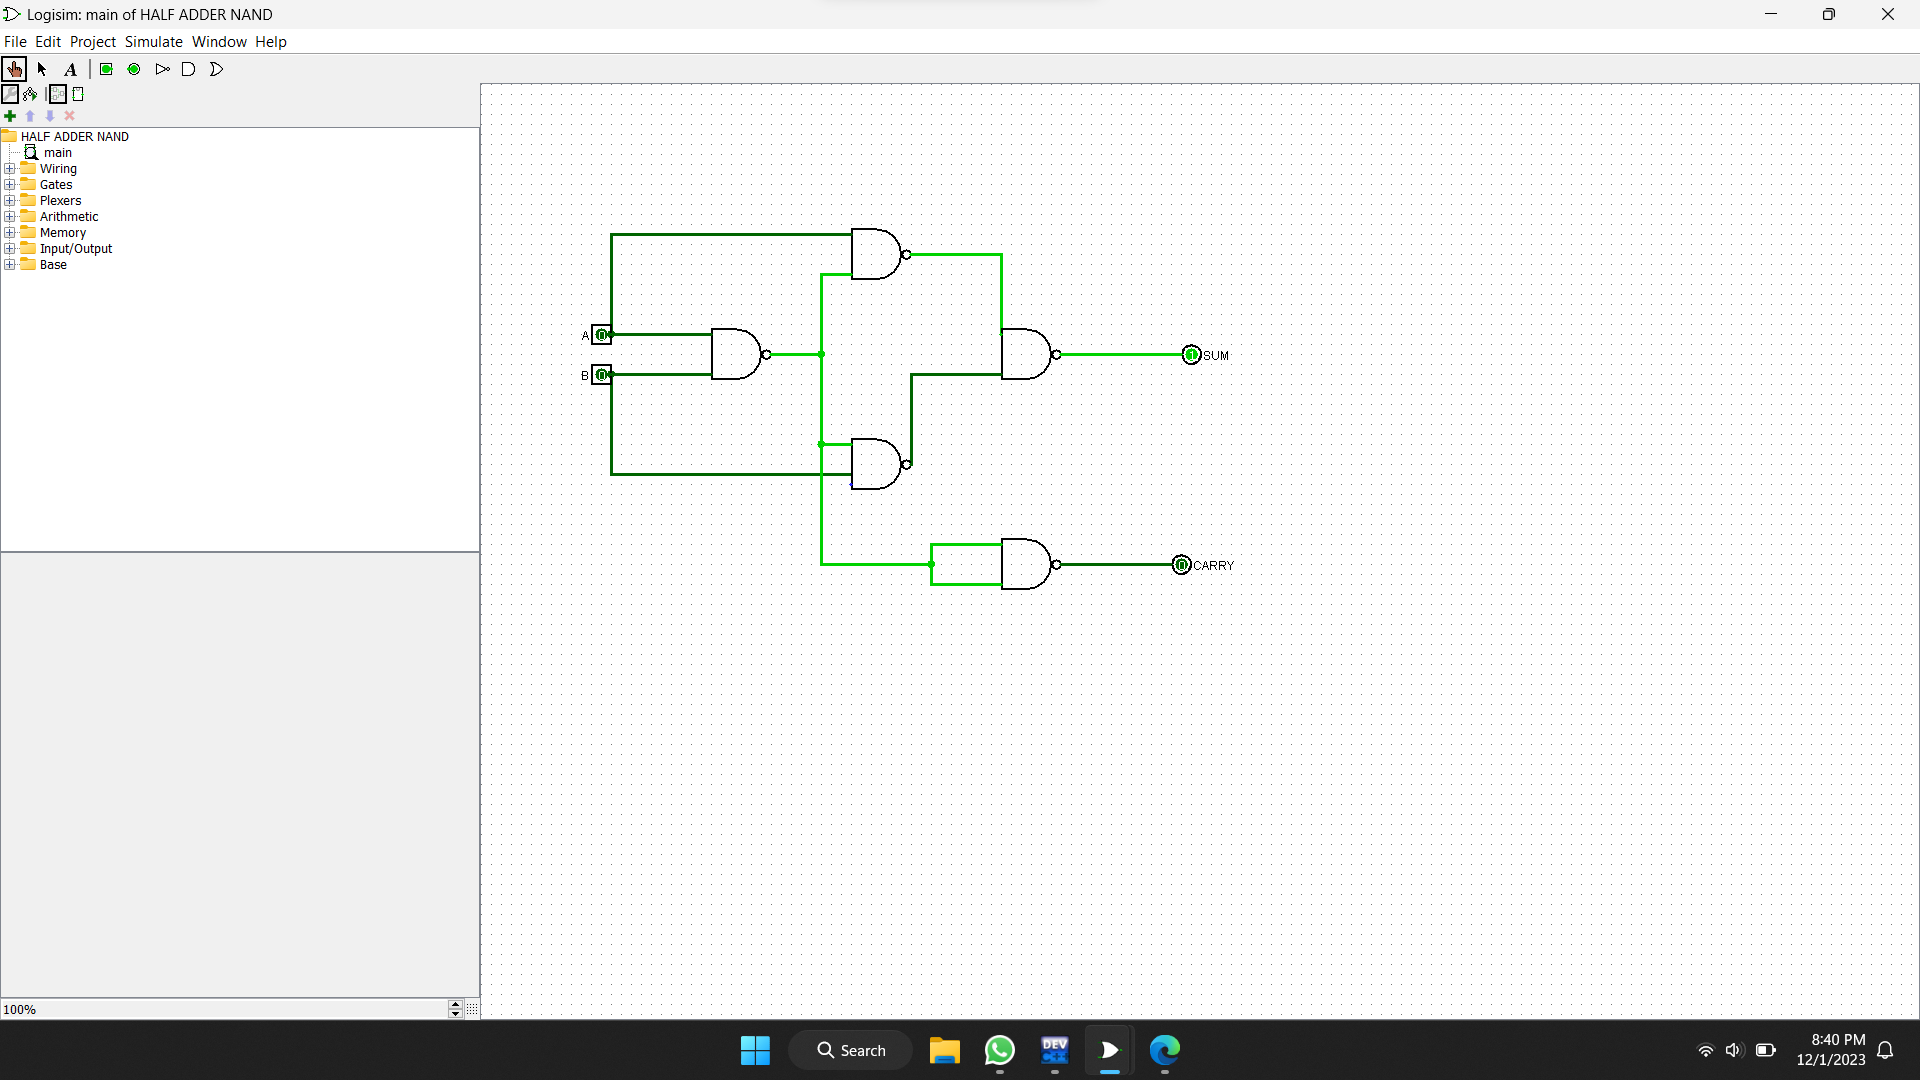 Logisim: main of HALF ADDER NAND
File Edit Project Simulate Window Help
A
HALF ADDER NAND
main
Wiring
Gates
Plexers
Arithmetic
Memory
Input/Output
Base
A 0
B 0
1 SUM
0 CARRY
100%
Search
DEV
C++
8:40 PM
12/1/2023